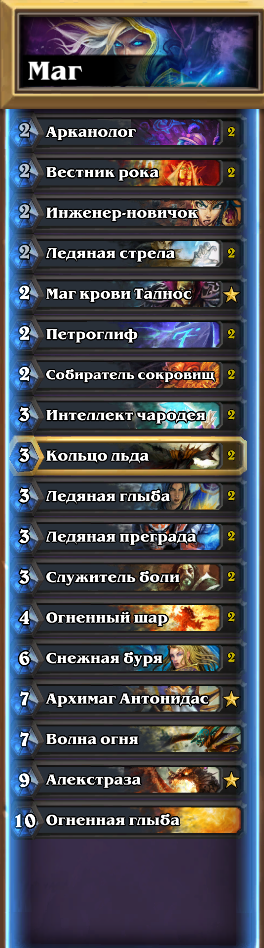 Маг
2 Арканолог 2
2 Вестник рока 2
2 Инженер-новичок
2 Ледяная стрела 2
2 Маг крови Талнос
2 Петроглиф 2
2 Собиратель сокровищ 2
3 Интеллект чародея 2
3 Кольцо льда 2
3 Ледяная глыба 2
3 Ледяная преграда 2
3 Служитель боли 2
4 Огненный шар 2
6 Снежная буря 2
7 Архимаг Антонидас
7 Волна огня
9 Алекстраза
10 Огненная глыба